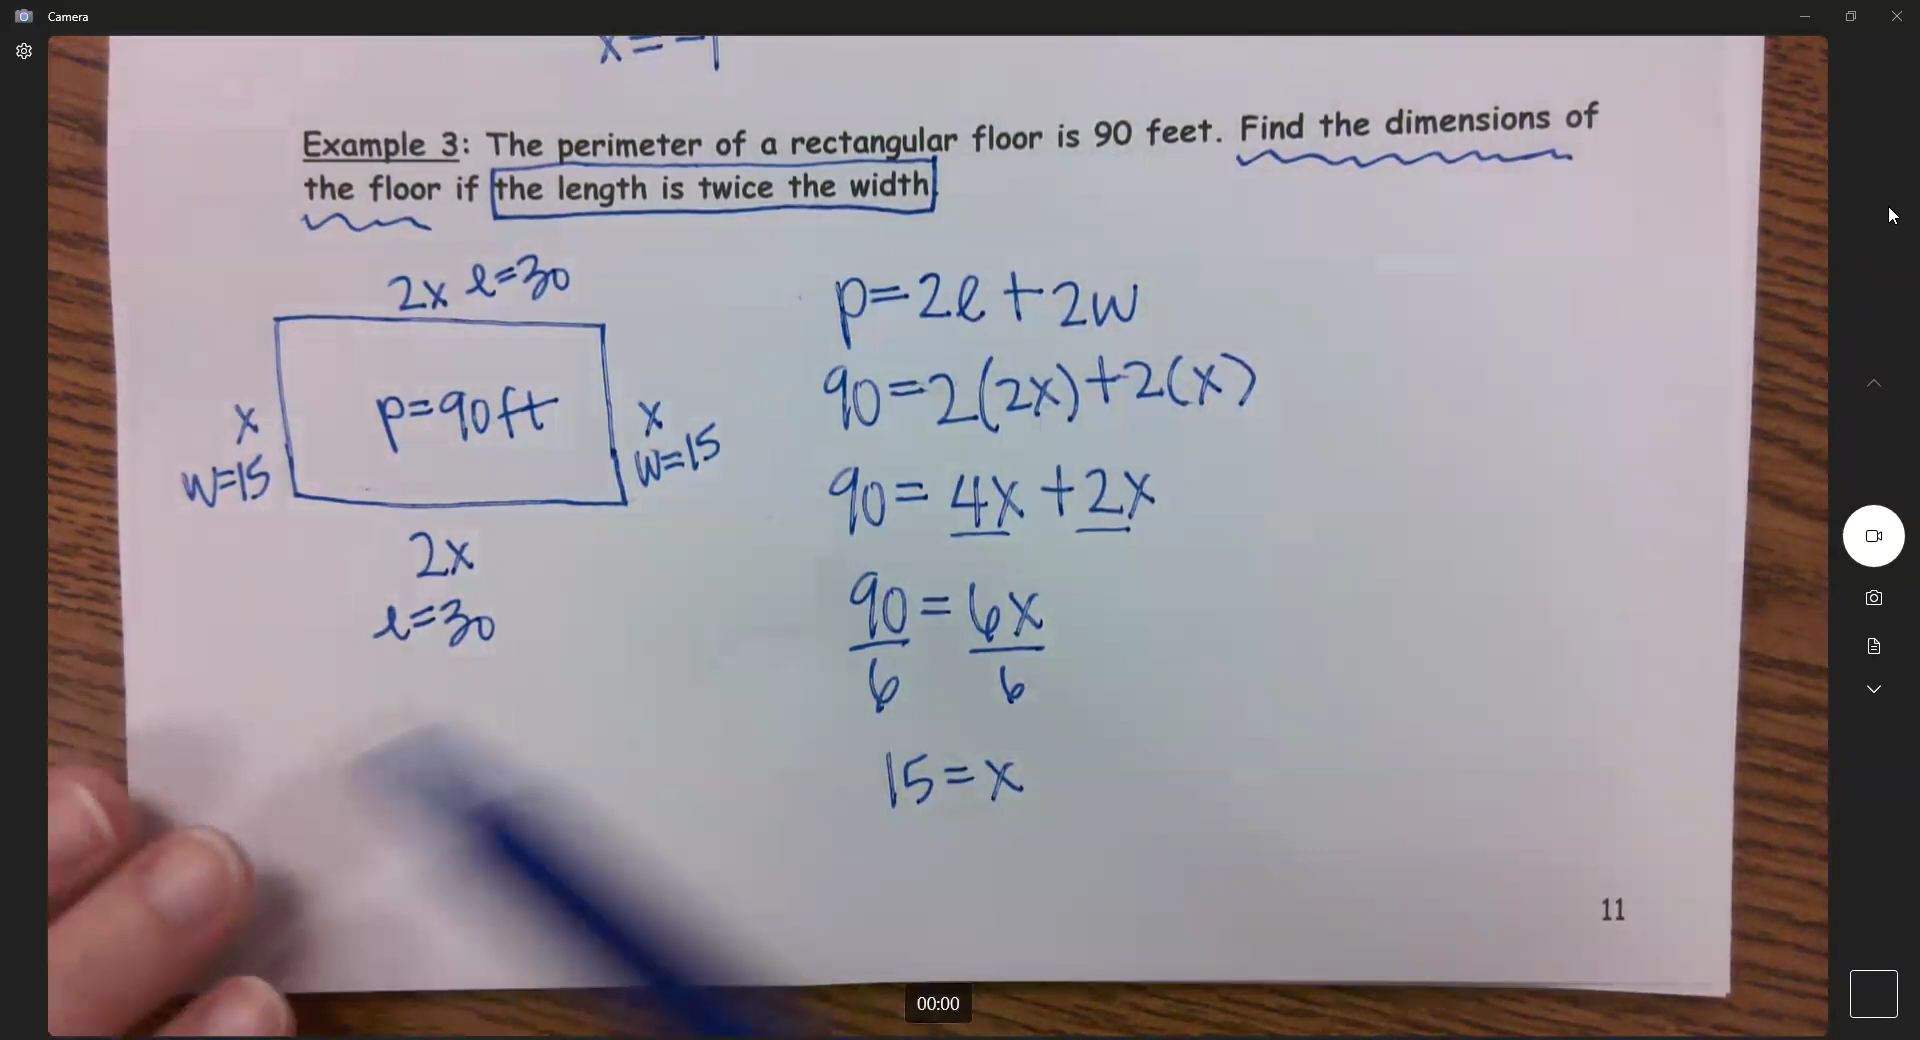 Camera
x=-1
Example 3: The perimeter of a rectangular floor is 90 feet. Find the dimensions of
the floor if the length is twice the width
2x l=30
p=90ft
x
w=15
x
w=15
2x
l=30
p=2l+2w
90=2(2x)+2(x)
90=4x+2x
90=6x
6 6
15=x
11
00:00